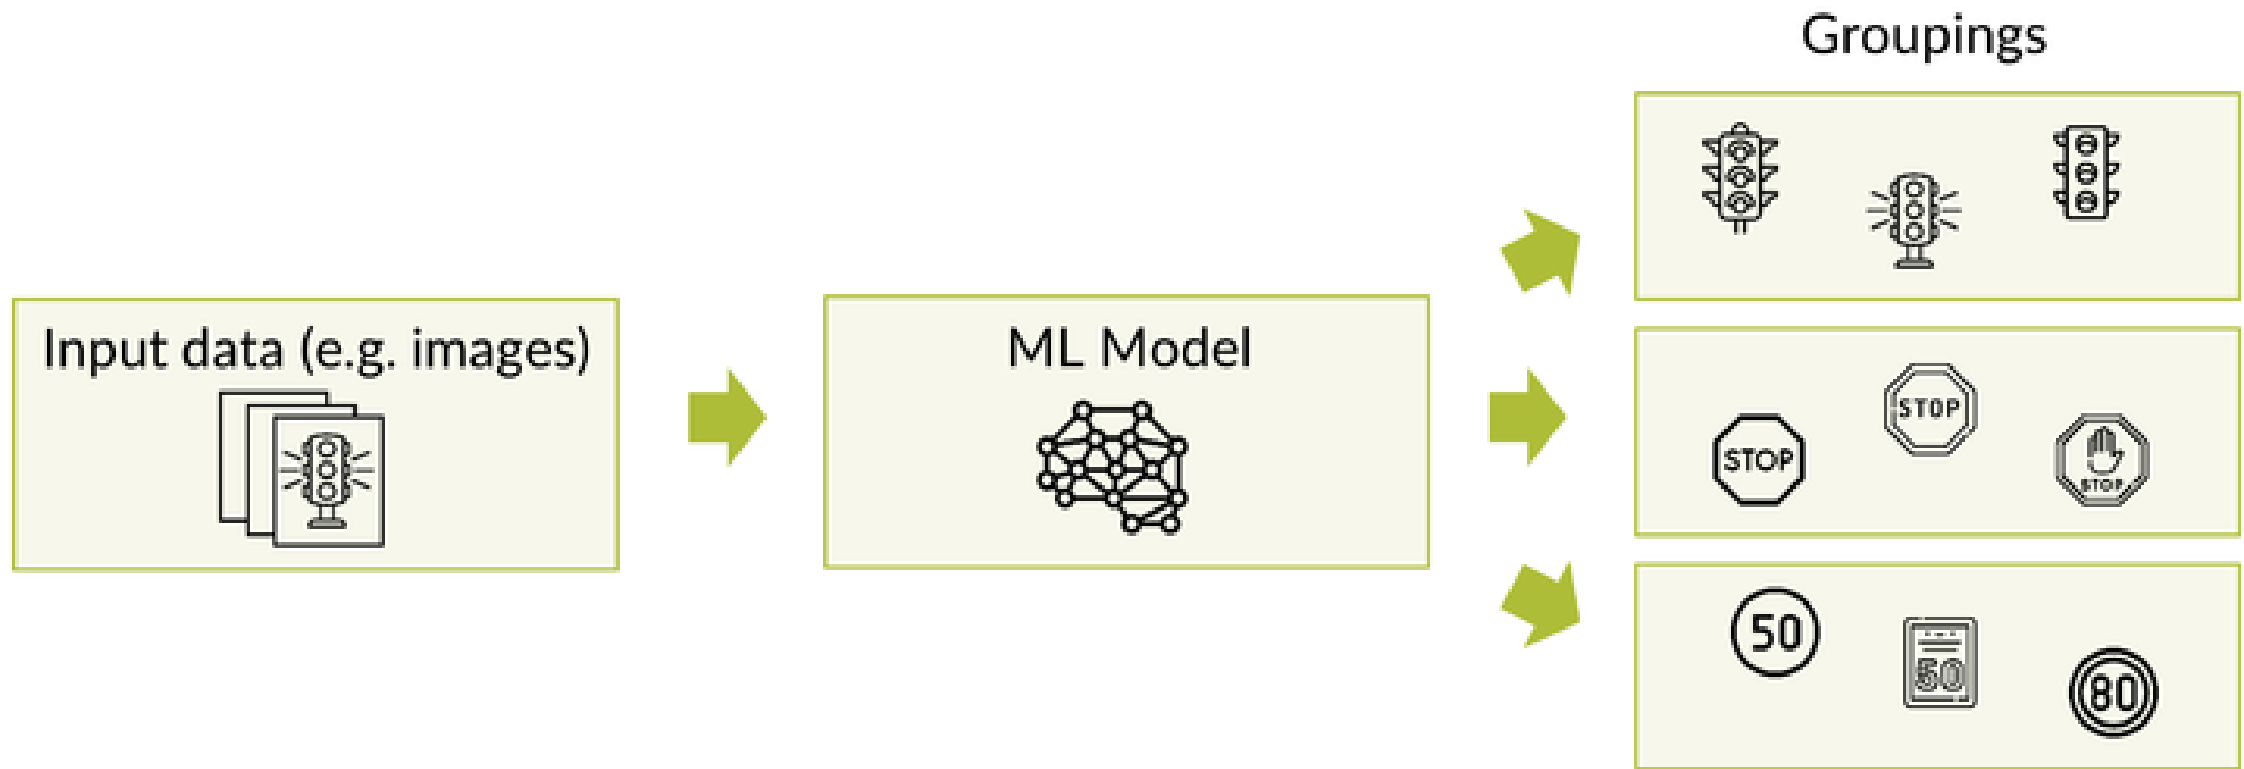 Groupings
Input data (e.g. images)
ML Model
STOP
STOP
STOP
50
50
80